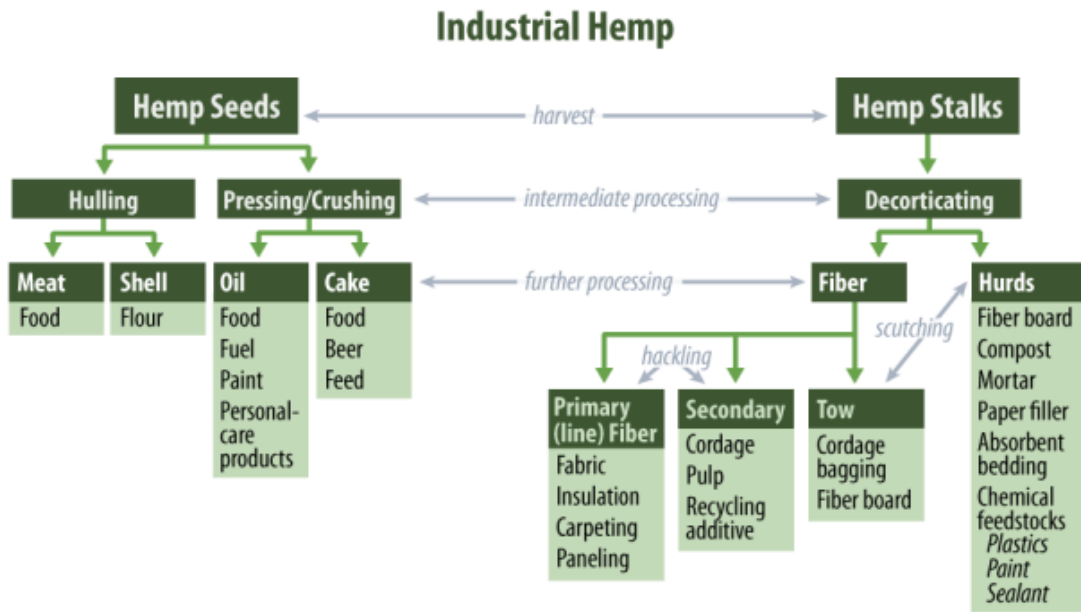 Industrial Hemp
Hemp Seeds
harvest
Hemp Stalks
Hulling
Pressing/Crushing
intermediate processing
Decorticating
Meat
Food
Shell
Flour
Oil
Food
Fuel
Paint
Personal-
care
products
Cake
Food
Beer
Feed
further processing
Fiber
Hurds
Fiber board
Compost
Mortar
Paper filler
Absorbent
bedding
Chemical
feedstocks
Plastics
Paint
Sealant
scutching
hackling
Primary
(line) Fiber
Fabric
Insulation
Carpeting
Paneling
Secondary
Cordage
Pulp
Recycling
additive
Tow
Cordage
bagging
Fiber board